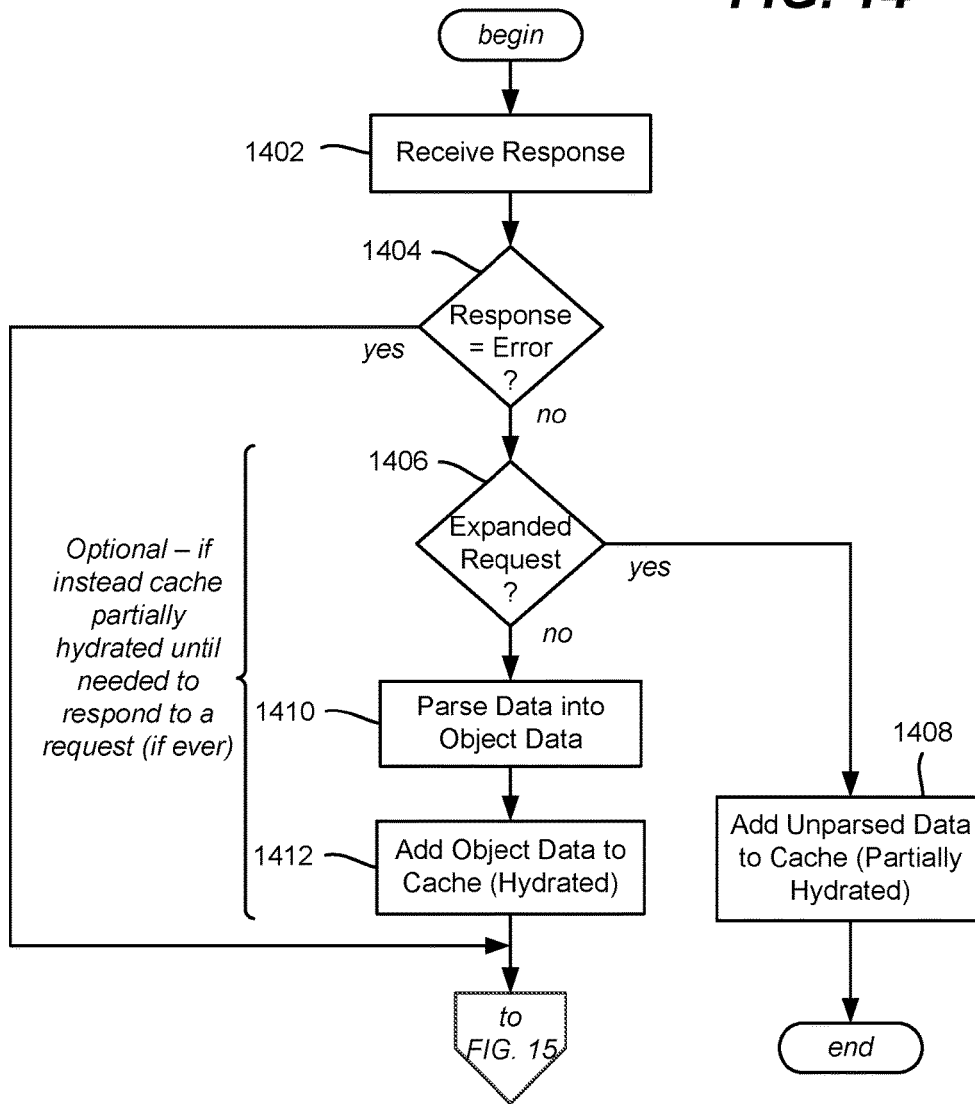 FIG. 14
begin
1402
Receive Response
1404
Response
= Error
?
yes
no
1406
Expanded
Request
?
yes
no
Optional – if
instead cache
partially
hydrated until
needed to
respond to a
request (if ever)
1410
Parse Data into
Object Data
1408
1412
Add Object Data to
Cache (Hydrated)
Add Unparsed Data
to Cache (Partially
Hydrated)
to
FIG. 15
end